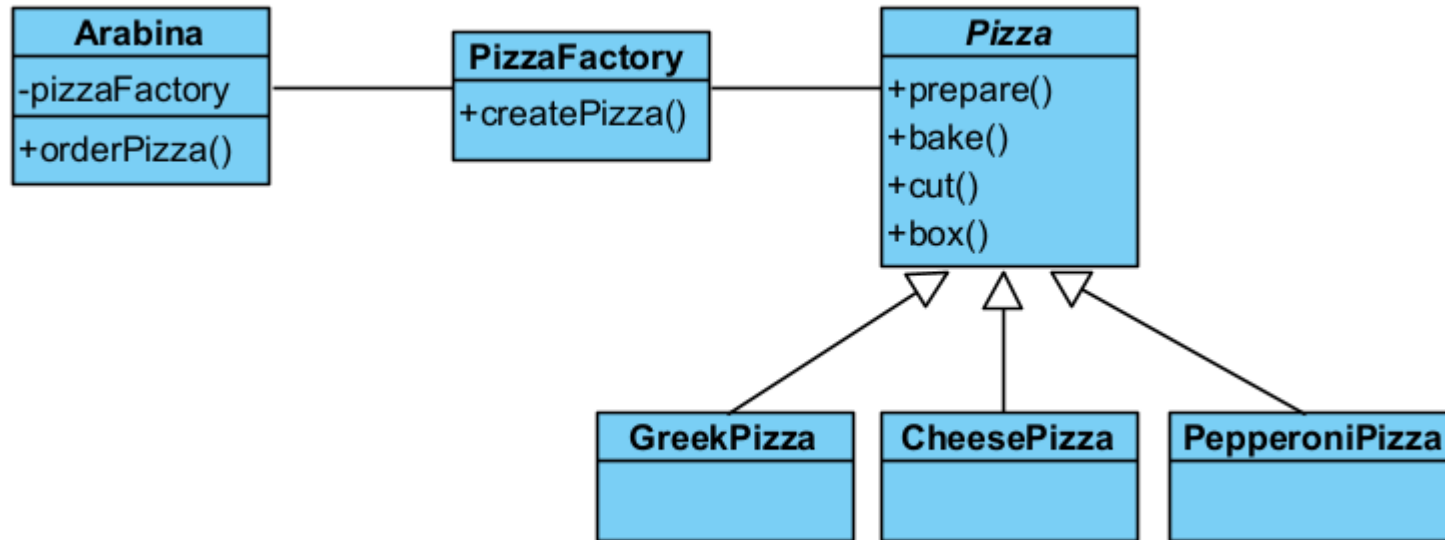 Arabina
-pizzaFactory
+orderPizza()
PizzaFactory
+createPizza()
Pizza
+prepare()
+bake()
+cut()
+box()
GreekPizza
CheesePizza
PepperoniPizza